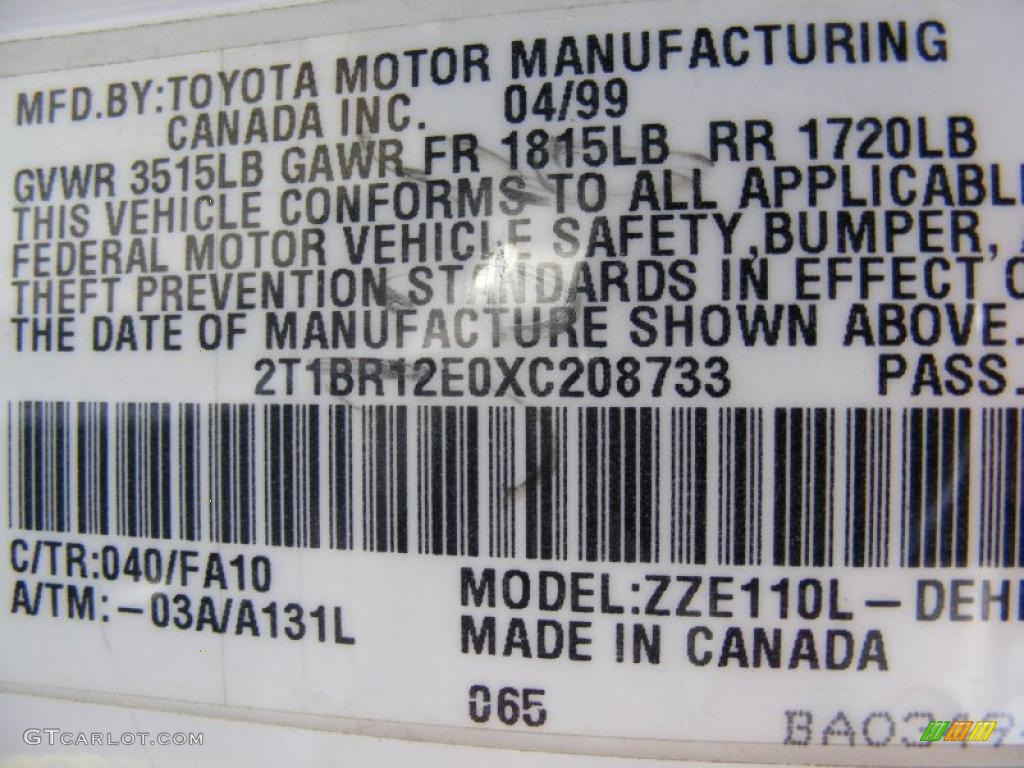 MFD.BY:TOYOTA MOTOR MANUFACTURING
CANADA INC. 04/99
GVWR 3515LB GAWR FR 1815LB RR 1720LB
THIS VEHICLE CONFORMS TO ALL APPLICABL
FEDERAL MOTOR VEHICLE SAFETY,BUMPER,
THEFT PREVENTION STANDARDS IN EFFECT
THE DATE OF MANUFACTURE SHOWN ABOVE.
2T1BR12E0XC208733 PASS.
C/TR:040/FA10
A/TM:-03A/A131L
MODEL:ZZE110L-DEH
MADE IN CANADA
065
GTCARLOT.COM